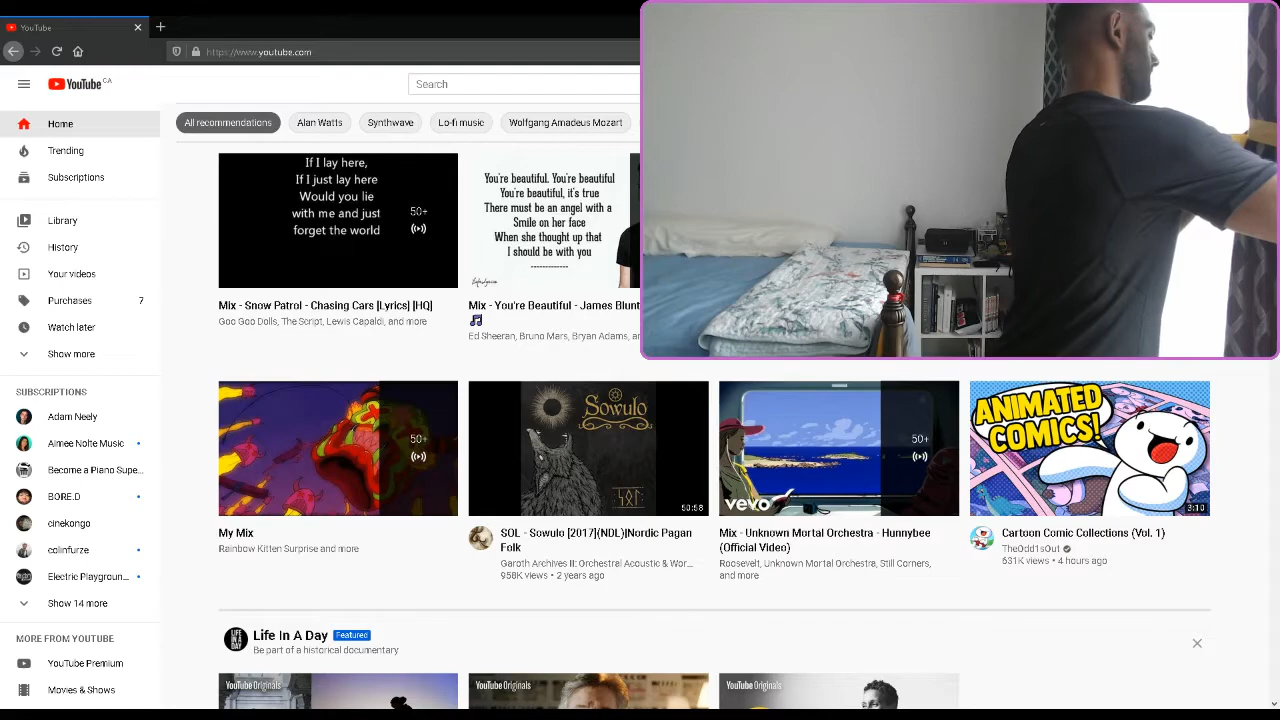 YouTube
https://www.youtube.com
YouTube CA
Search
Home
Trending
Subscriptions
Library
History
Your videos
Purchases 7
Watch later
Show more
SUBSCRIPTIONS
Adam Neely
Aimee Nolte Music
Become a Piano Supe...
BORE.D
cinekongo
colinfurze
Electric Playgroun...
Show 14 more
MORE FROM YOUTUBE
YouTube Premium
Movies & Shows
All recommendations
Alan Watts
Synthwave
Lo-fi music
Wolfgang Amadeus Mozart
If I lay here,
If I just lay here
Would you lie
with me and just
forget the world
50+
Mix - Snow Patrol - Chasing Cars [Lyrics] [HQ]
Goo Goo Dolls, The Script, Lewis Capaldi, and more
You're beautiful. You're beautiful
You're beautiful, it's true
There must be an angel with a
Smile on her face
When she thought up that
I should be with you
Mix - You're Beautiful - James Blunt
Ed Sheeran, Bruno Mars, Bryan Adams,
50+
My Mix
Rainbow Kitten Surprise and more
Sowulo
SOL
50:58
SOL - Sowulo [2017](NDL)|Nordic Pagan
Folk
Garoth Archives II: Orchestral Acoustic & Wor...
958K views • 2 years ago
vevo
50+
Mix - Unknown Mortal Orchestra - Hunnybee
(Official Video)
Roosevelt, Unknown Mortal Orchestra, Still Corners,
and more
ANIMATED
COMICS!
3:10
Cartoon Comic Collections (Vol. 1)
TheOdd1sOut
631K views • 4 hours ago
LIFE
IN A
DAY
Life In A Day Featured
Be part of a historical documentary
YouTube Originals
YouTube Originals
YouTube Originals